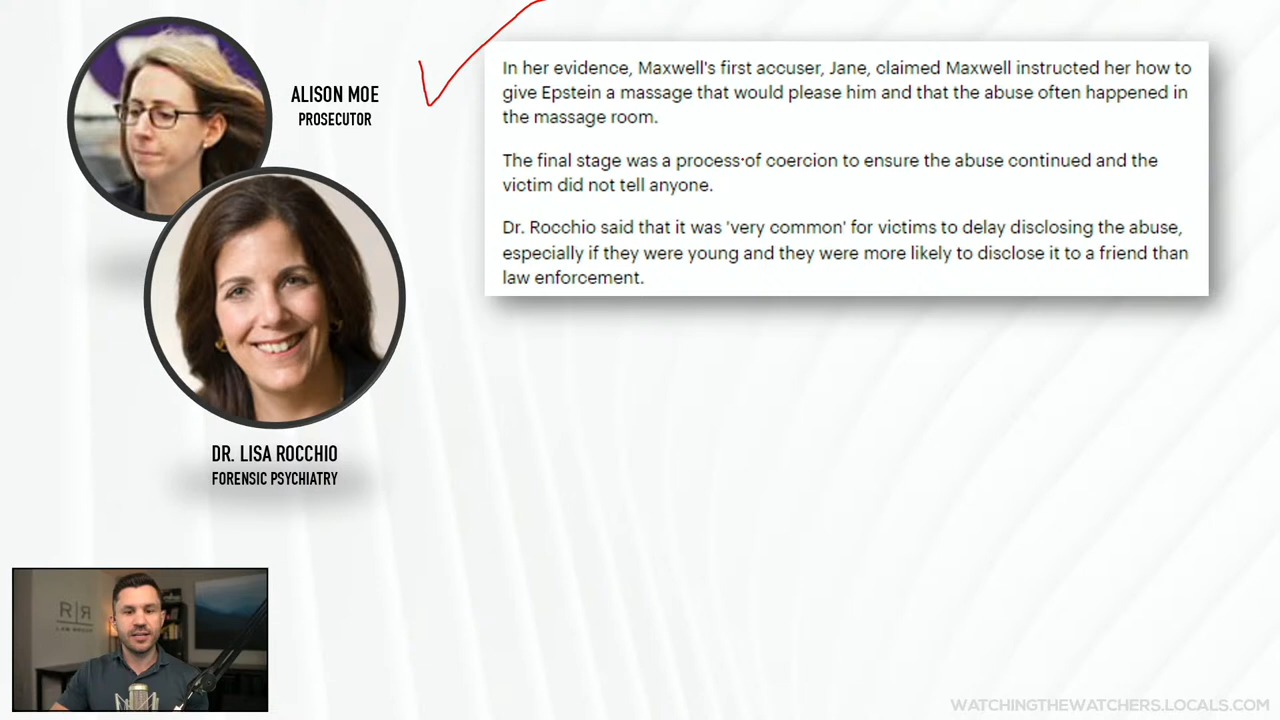 ALISON MOE
PROSECUTOR
In her evidence, Maxwell's first accuser, Jane, claimed Maxwell instructed her how to
give Epstein a massage that would please him and that the abuse often happened in
the massage room.
The final stage was a process of coercion to ensure the abuse continued and the
victim did not tell anyone.
Dr. Rocchio said that it was 'very common' for victims to delay disclosing the abuse,
especially if they were young and they were more likely to disclose it to a friend than
law enforcement.
DR. LISA ROCCHIO
FORENSIC PSYCHIATRY
R|R
LAW GROUP
WATCHINGTHEWATCHERS.LOCALS.COM